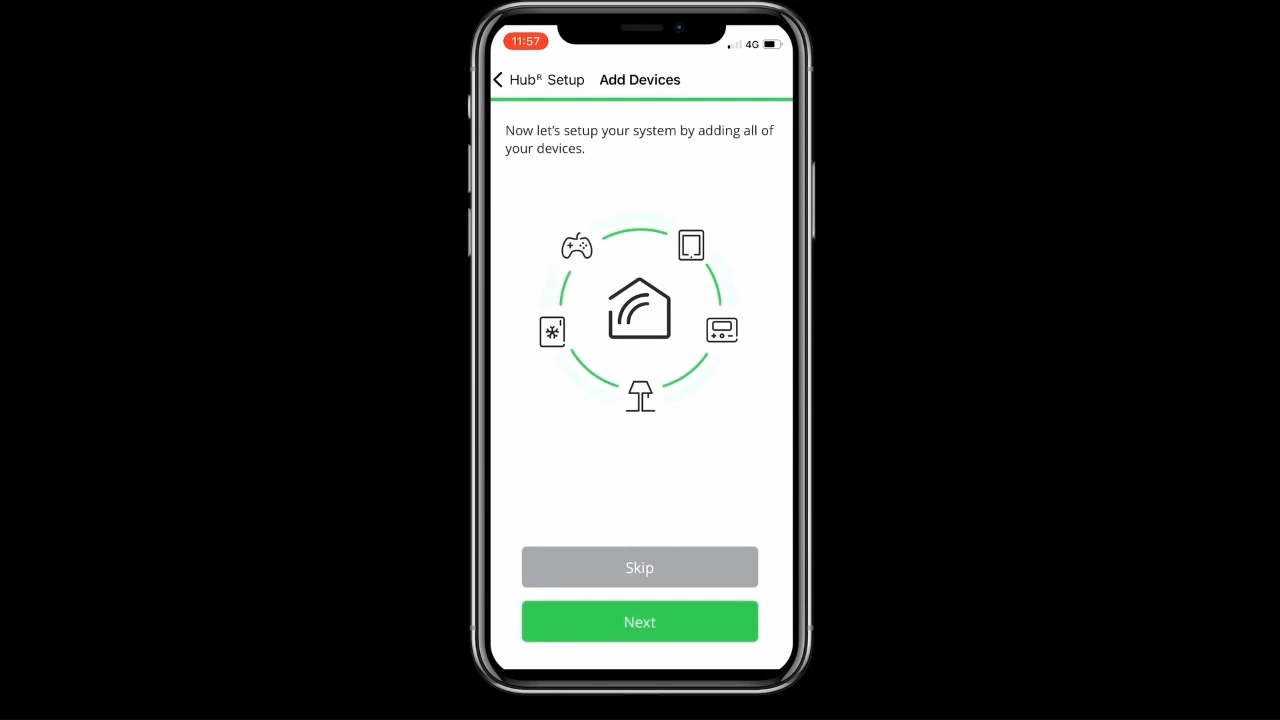 11:57
4G
Hubᴿ Setup Add Devices
Now let's setup your system by adding all of
your devices.
Skip
Next